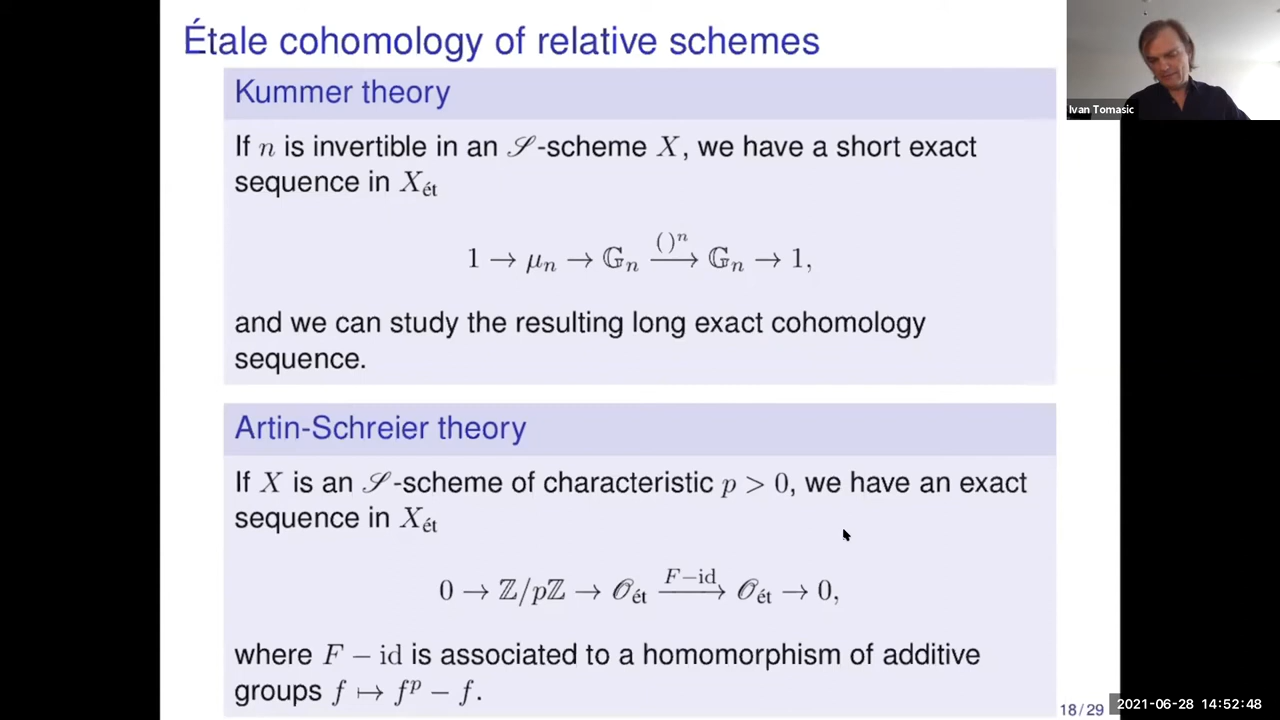 Étale cohomology of relative schemes
Kummer theory
If n is invertible in an 𝒮-scheme X, we have a short exact
sequence in X_ét
1 → μ_n → 𝔾_n —( )^n→ 𝔾_n → 1,
and we can study the resulting long exact cohomology
sequence.
Artin-Schreier theory
If X is an 𝒮-scheme of characteristic p > 0, we have an exact
sequence in X_ét
0 → ℤ/pℤ → 𝒪_ét —F−id→ 𝒪_ét → 0,
where F − id is associated to a homomorphism of additive
groups f ↦ f^p − f.
18/29
Ivan Tomasic
2021-06-28 14:52:48